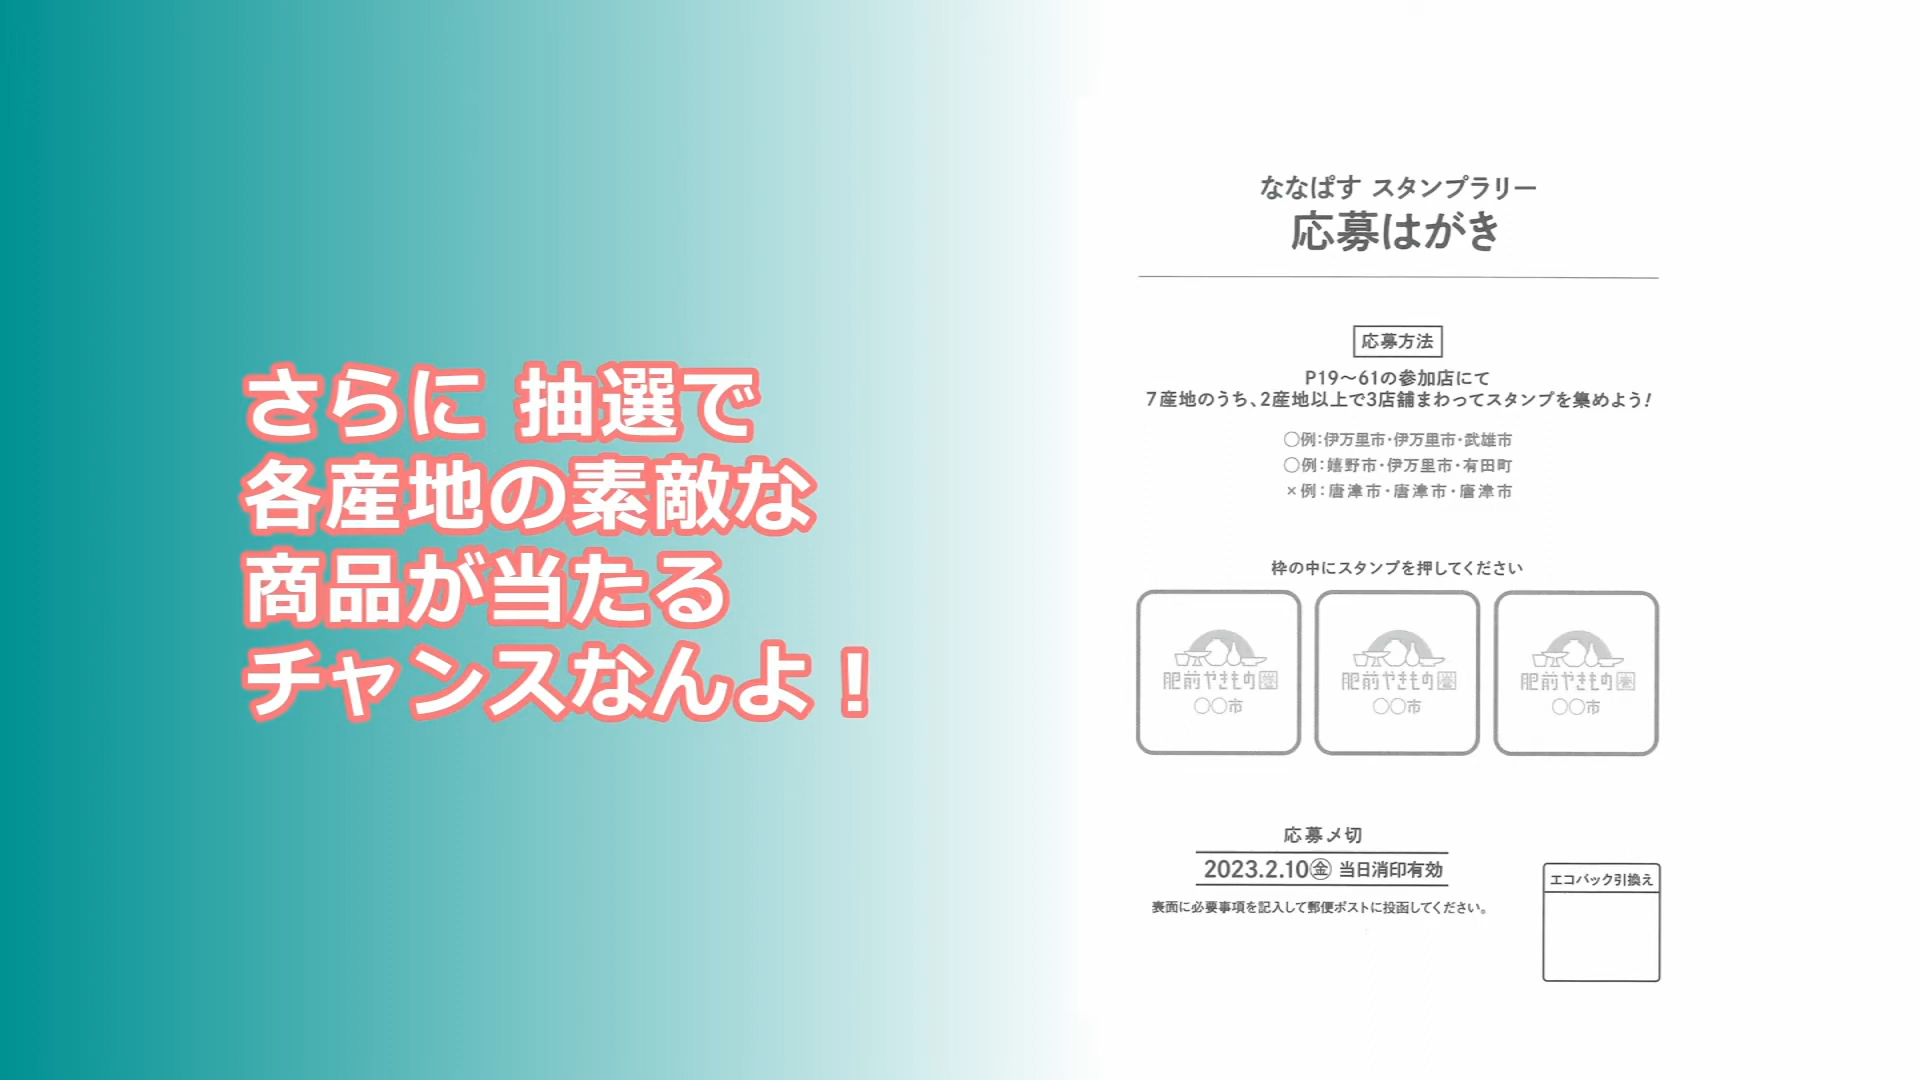 さらに 抽選で
各産地の素敵な
商品が当たる
チャンスなんよ！
ななぱす スタンプラリー
応募はがき
応募方法
P19〜61の参加店にて
7産地のうち、2産地以上で3店舗まわってスタンプを集めよう!
○例：伊万里市・伊万里市・武雄市
○例：嬉野市・伊万里市・有田町
×例：唐津市・唐津市・唐津市
枠の中にスタンプを押してください
肥前やきもの圏
○○市
肥前やきもの圏
○○市
肥前やきもの圏
○○市
応募〆切
2023.2.10㊎ 当日消印有効
表面に必要事項を記入して郵便ポストに投函してください。
エコバック引換え